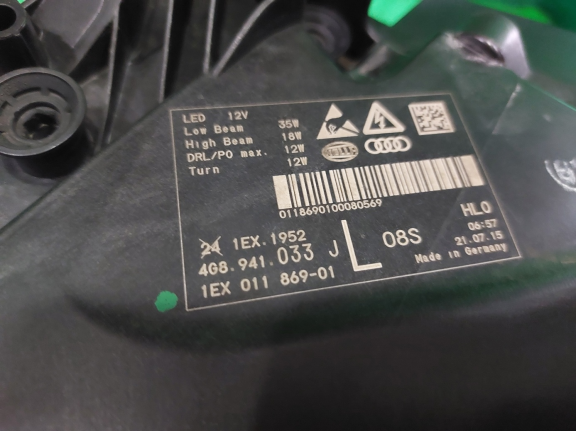 LED 12V
Low Beam 35W
High Beam 18W
DRL/PO max. 12W
Turn 12W
HELLA
0118690100080569
24 1EX.1952
4G8.941.033 J L 08S
1EX 011 869-01
HL0
06:57
21.07.15
Made in Germany